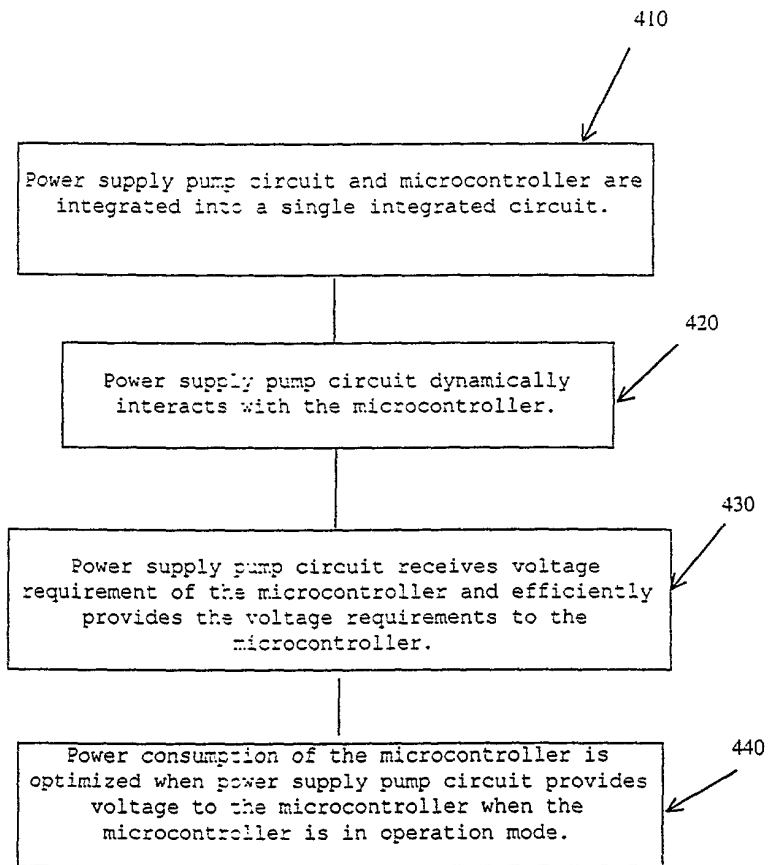 410
Power supply pump circuit and microcontroller are
integrated into a single integrated circuit.
420
Power supply pump circuit dynamically
interacts with the microcontroller.
430
Power supply pump circuit receives voltage
requirement of the microcontroller and efficiently
provides the voltage requirements to the
microcontroller.
440
Power consumption of the microcontroller is
optimized when power supply pump circuit provides
voltage to the microcontroller when the
microcontroller is in operation mode.